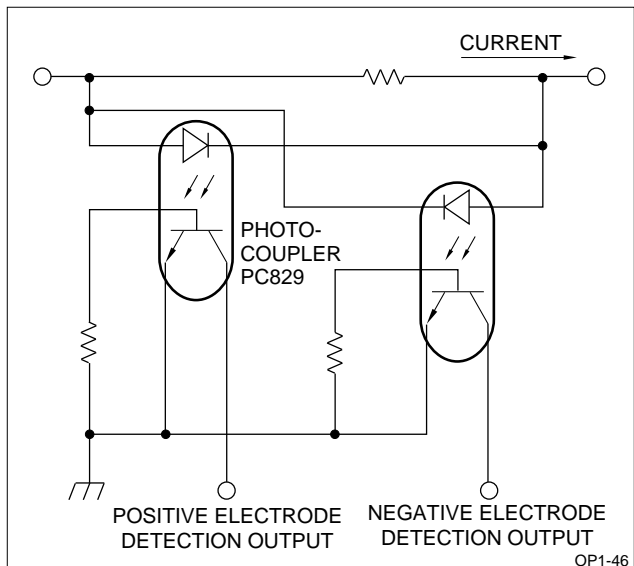 CURRENT
PHOTO-
COUPLER
PC829
POSITIVE ELECTRODE
DETECTION OUTPUT
NEGATIVE ELECTRODE
DETECTION OUTPUT
OP1-46